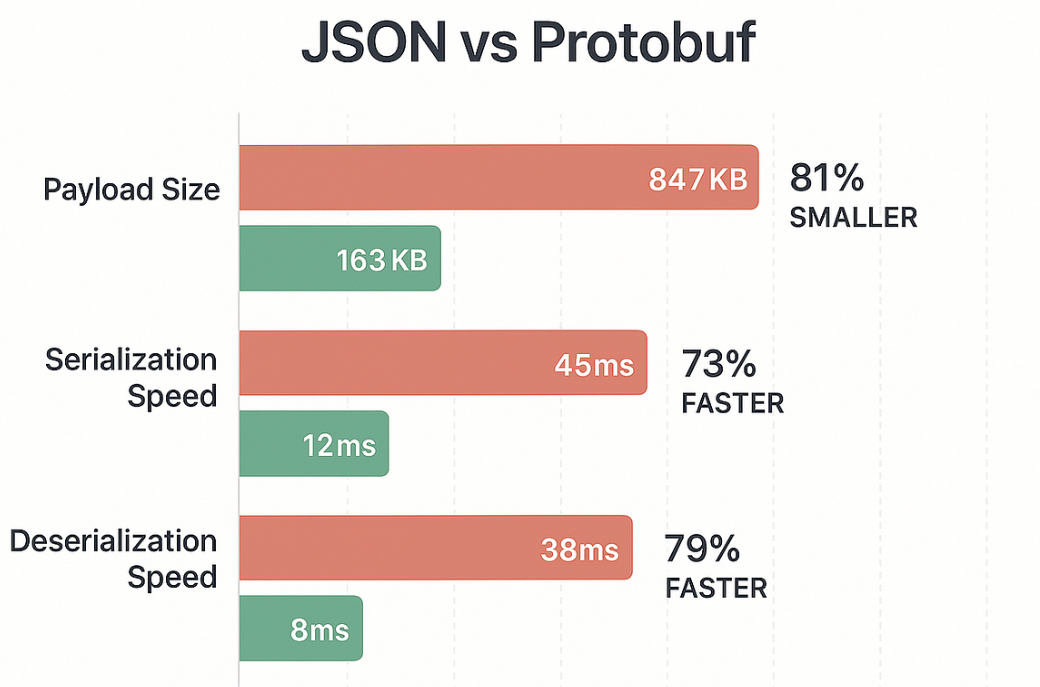 JSON vs Protobuf
Payload Size
847 KB
81%
SMALLER
163 KB
Serialization
Speed
45ms
73%
FASTER
12ms
Deserialization
Speed
38ms
79%
FASTER
8ms